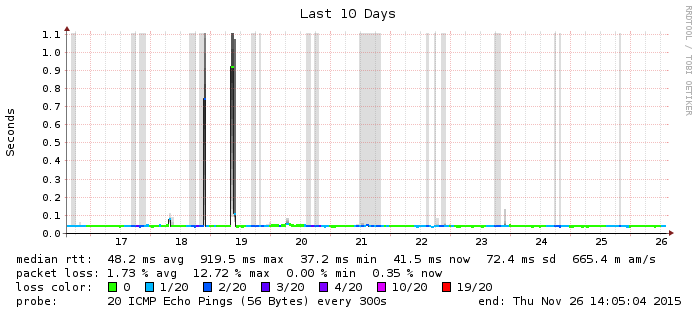 Last 10 Days
RRDTOOL / TOBI OETIKER
Seconds
1.1
1.0
0.9
0.8
0.7
0.6
0.5
0.4
0.3
0.2
0.1
0.0
17 18 19 20 21 22 23 24 25 26
median rtt: 48.2 ms avg 919.5 ms max 37.2 ms min 41.5 ms now 72.4 ms sd 665.4 m am/s
packet loss: 1.73 % avg 12.72 % max 0.00 % min 0.35 % now
loss color: 0 1/20 2/20 3/20 4/20 10/20 19/20
probe: 20 ICMP Echo Pings (56 Bytes) every 300s end: Thu Nov 26 14:05:04 2015